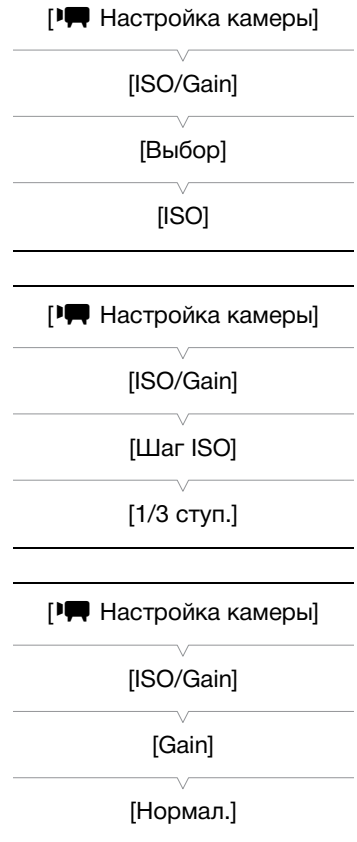 [ Настройка камеры]
[ISO/Gain]
[Выбор]
[ISO]
[ Настройка камеры]
[ISO/Gain]
[Шаг ISO]
[1/3 ступ.]
[ Настройка камеры]
[ISO/Gain]
[Gain]
[Нормал.]